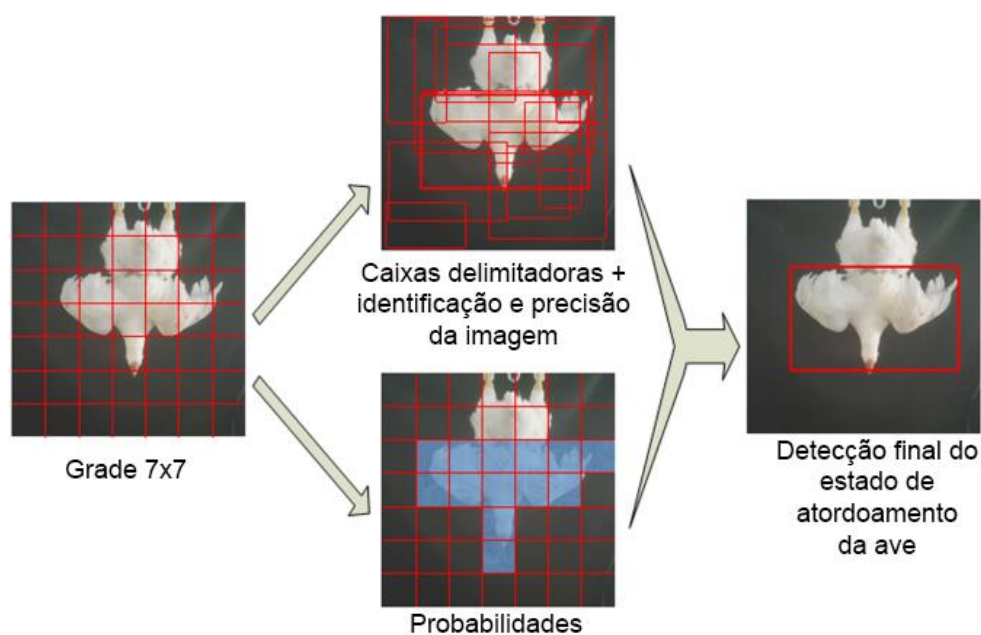 Grade 7x7
Caixas delimitadoras +
identificação e precisão
da imagem
Probabilidades
Detecção final do
estado de
atordoamento
da ave